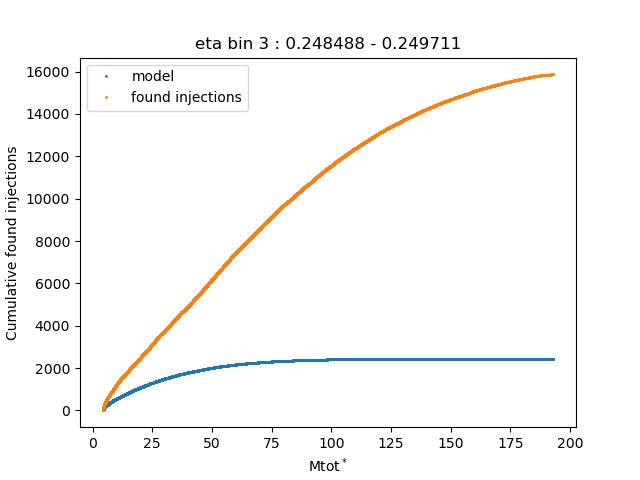 eta bin 3 : 0.248488 - 0.249711
model
found injections
Cumulative found injections
16000
14000
12000
10000
8000
6000
4000
2000
0
0 25 50 75 100 125 150 175 200
Mtot*